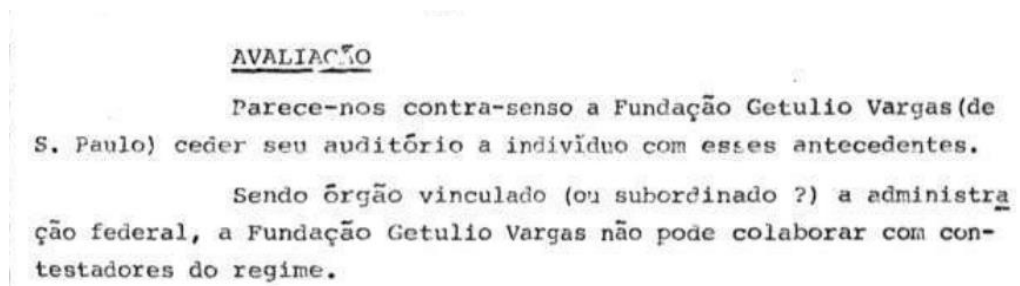 AVALIAÇÃO
Parece-nos contra-senso a Fundação Getulio Vargas(de
S. Paulo) ceder seu auditório a indivíduo com esses antecedentes.
Sendo órgão vinculado (ou subordinado ?) a administra
ção federal, a Fundação Getulio Vargas não pode colaborar com con-
testadores do regime.